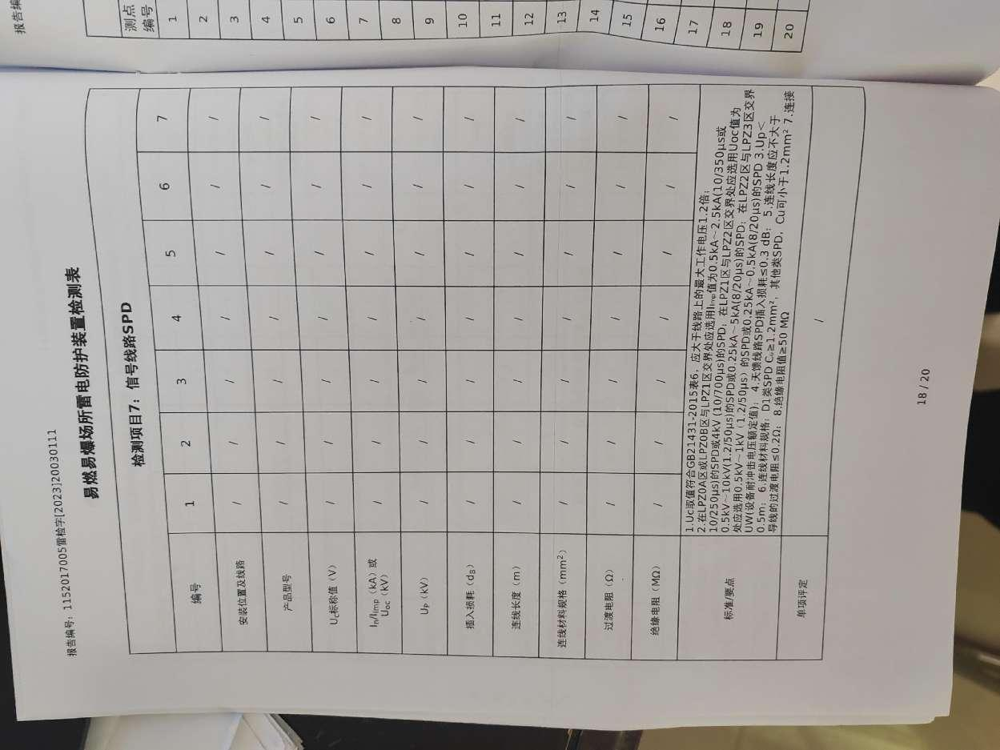 报告编号：1152017005雷检字[2023]20030111
易燃易爆场所雷电防护装置检测表
检测项目7：信号线路SPD
编号 1 2 3 4 5 6 7
安装位置及线路 / / / / / / /
产品型号 / / / / / / /
Uc标称值（V） / / / / / / /
In/Iimp（kA）或
Uoc（kV） / / / / / / /
Up（kV） / / / / / / /
插入损耗（dB） / / / / / / /
连线长度（m） / / / / / / /
连线材料规格（mm²） / / / / / / /
过渡电阻（Ω） / / / / / / /
绝缘电阻（MΩ） / / / / / / /
标准/要点
1.Uc取值符合GB21431-2015表6，应大于线路上的最大工作电压1.2倍；
2.在LPZ0A区或LPZ0B区与LPZ1区交界处应选用Iimp值为0.5kA～2.5kA(10/350μs或
10/250μs)的SPD或4kV (10/700μs)的SPD；在LPZ1区与LPZ2区交界处应选用Uoc值为
0.5kV～10kV(1.2/50μs)的SPD或0.25kA～5kA(8/20μs)的SPD；在LPZ2区与LPZ3区交界
处应选用0.5kV～1kV（1.2/50μs）的SPD或0.25kA～0.5kA(8/20μs)的SPD 3.Up＜
UW(设备耐冲击电压额定值)； 4.天馈线路SPD插入损耗≤0.3 dB； 5.连线长度应不大于
0.5m； 6.连线材料规格：D1类SPD Cu≥1.2mm²，其他类SPD，Cu可小于1.2mm² 7.连接
导线的过渡电阻≤0.2Ω； 8.绝缘电阻值≥50 MΩ
单项评定 /
18 / 20
报告编
测点
编号
1
2
3
4
5
6
7
8
9
10
11
12
13
14
15
16
17
18
19
20